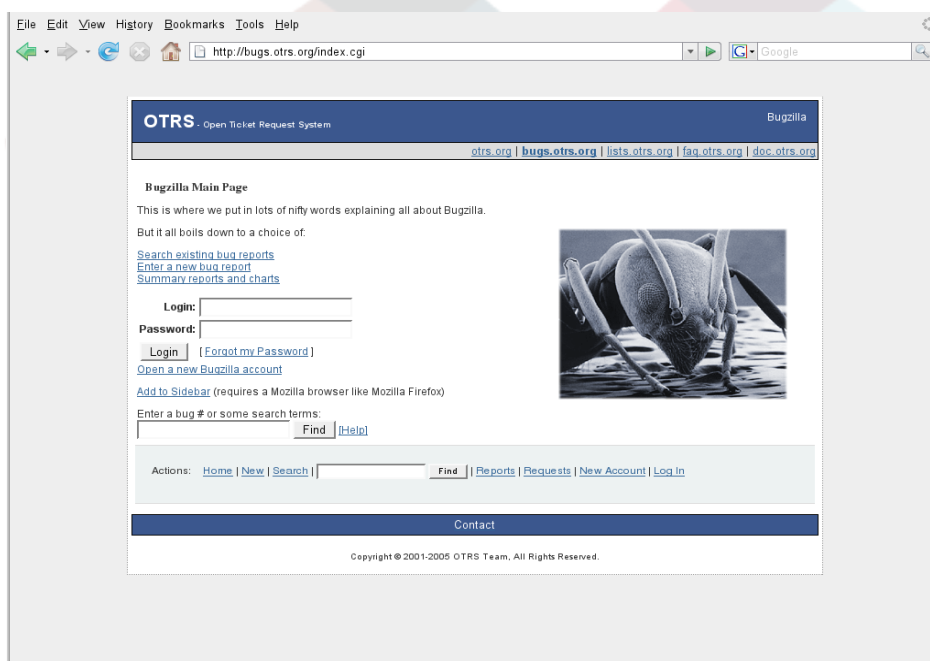 File Edit View History Bookmarks Tools Help
http://bugs.otrs.org/index.cgi
G Google
OTRS - Open Ticket Request System
Bugzilla
otrs.org | bugs.otrs.org | lists.otrs.org | faq.otrs.org | doc.otrs.org
Bugzilla Main Page
This is where we put in lots of nifty words explaining all about Bugzilla.
But it all boils down to a choice of:
Search existing bug reports
Enter a new bug report
Summary reports and charts
Login:
Password:
Login [ Forgot my Password ]
Open a new Bugzilla account
Add to Sidebar (requires a Mozilla browser like Mozilla Firefox)
Enter a bug # or some search terms:
Find [Help]
Actions: Home | New | Search | Find | Reports | Requests | New Account | Log In
Contact
Copyright © 2001-2005 OTRS Team, All Rights Reserved.